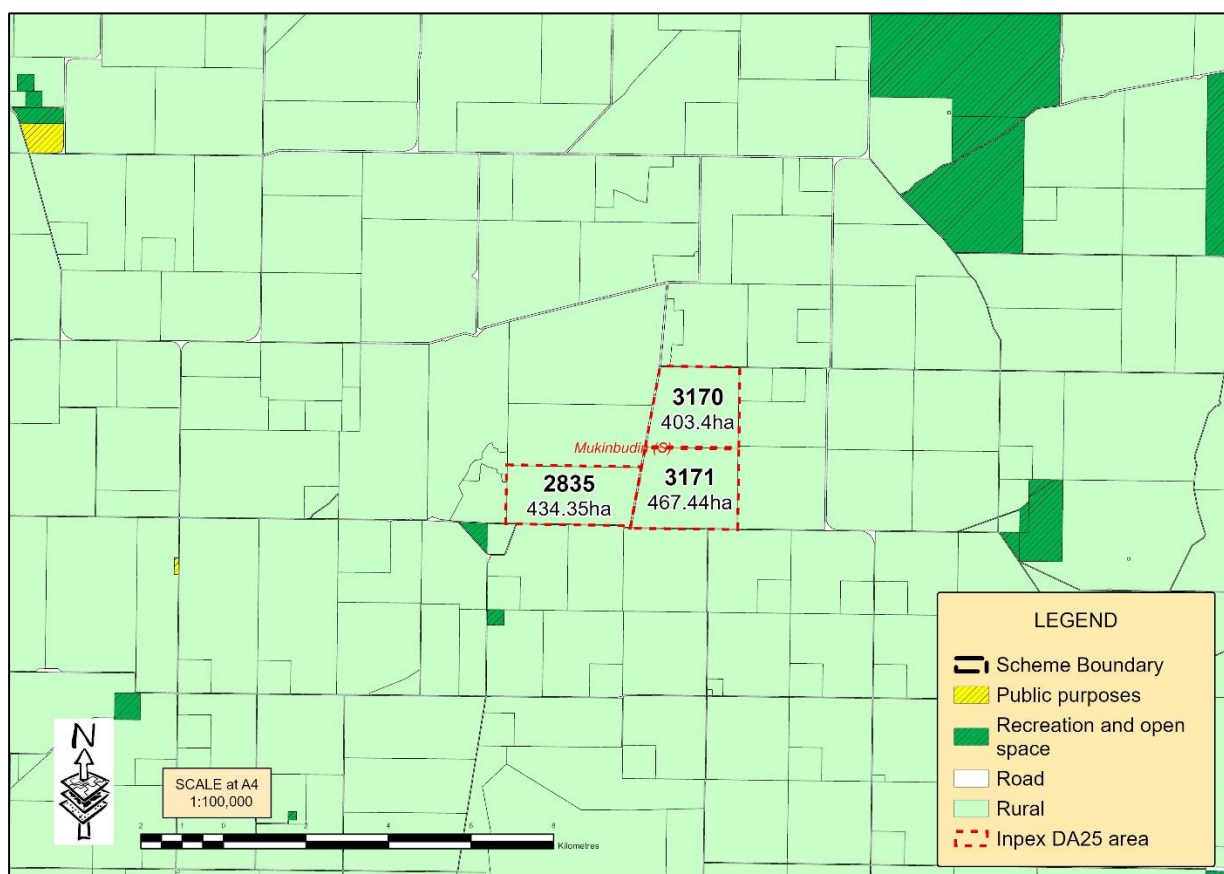 3170
403.4ha
Mukinbudin (S)
2835
434.35ha
3171
467.44ha
LEGEND
Scheme Boundary
Public purposes
Recreation and open
space
Road
Rural
Inpex DA25 area
N
SCALE at A4
1:100,000
2 1 0 2 4 6 8
Kilometres